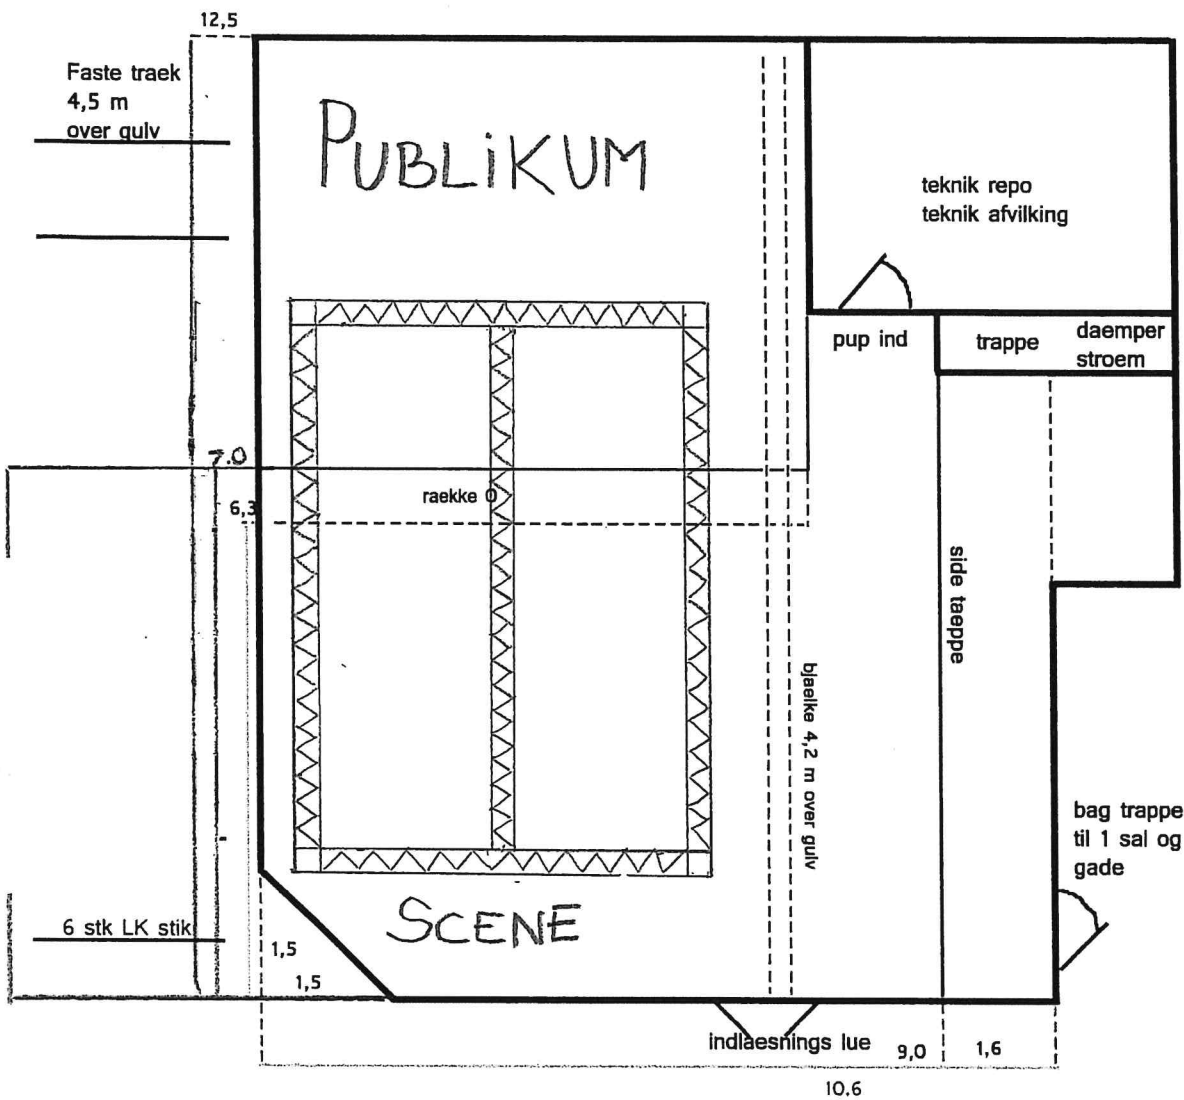 12,5
Faste traek
4,5 m
over gulv
PUBLiKUM
teknik repo
teknik afvilking
pup ind
trappe
daemper
stroem
7.0
raekke 0
6,3
side taeppe
bjaelke 4,2 m over gulv
bag trappe
til 1 sal og
gade
SCENE
6 stk LK stik
1,5
1,5
indlaesnings lue
9,0
1,6
10,6